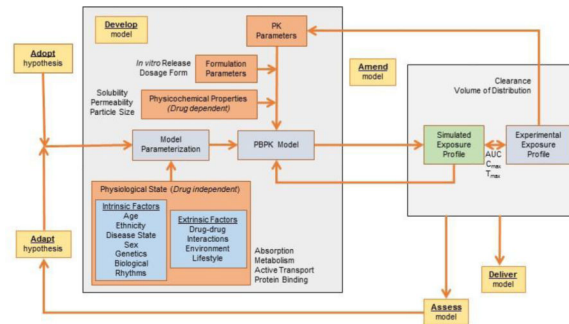 Develop
model
PK
Parameters
Adopt
hypothesis
In vitro Release
Dosage Form
Formulation
Parameters
Amend
model
Solubility
Permeability
Particle Size
Physicochemical Properties
(Drug dependent)
Clearance
Volume of Distribution
Model
Parameterization
PBPK Model
Simulated
Exposure
Profile
AUC
Cmax
Tmax
Experimental
Exposure
Profile
Physiological State (Drug independent)
Intrinsic Factors
Age
Ethnicity
Disease State
Sex
Genetics
Biological
Rhythms
Extrinsic Factors
Drug-drug
Interactions
Environment
Lifestyle
Absorption
Metabolism
Active Transport
Protein Binding
Adapt
hypothesis
Deliver
model
Assess
model